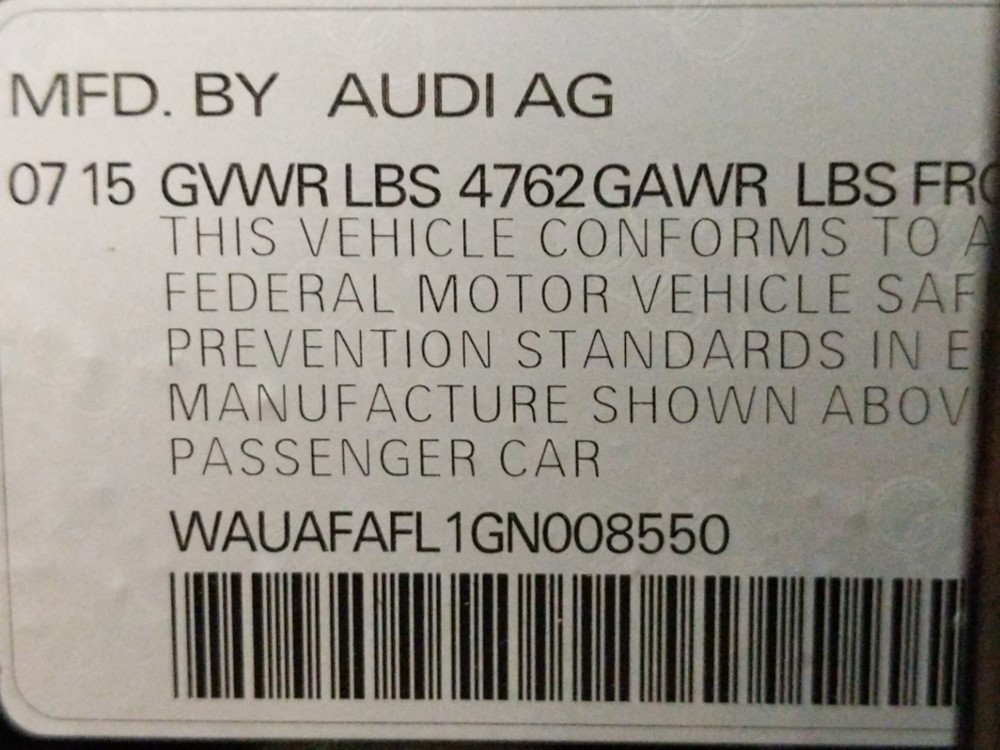 MFD. BY AUDI AG
07 15 GVWR LBS 4762 GAWR LBS
THIS VEHICLE CONFORMS TO
FEDERAL MOTOR VEHICLE
PREVENTION STANDARDS IN
MANUFACTURE SHOWN
PASSENGER CAR
WAUAFAFL1GN008550